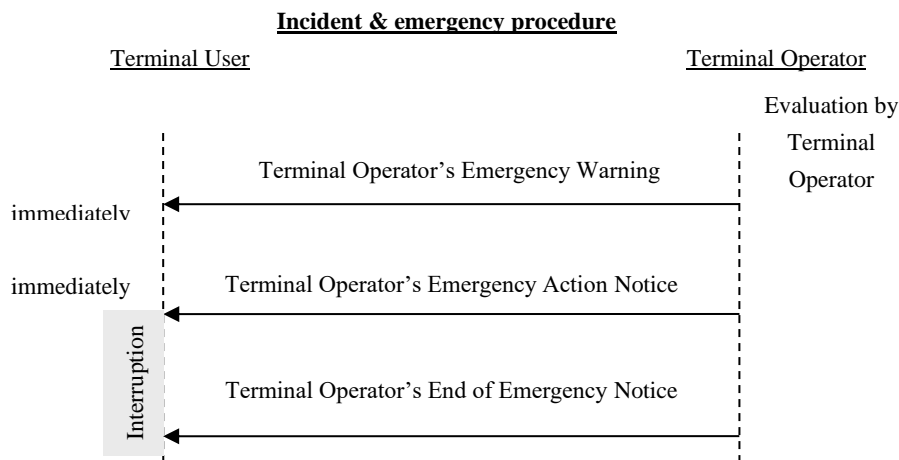 Incident & emergency procedure
Terminal User
Terminal Operator
Evaluation by
Terminal
Operator
Terminal Operator’s Emergency Warning
immediately
immediately
Terminal Operator’s Emergency Action Notice
Interruption
Terminal Operator’s End of Emergency Notice